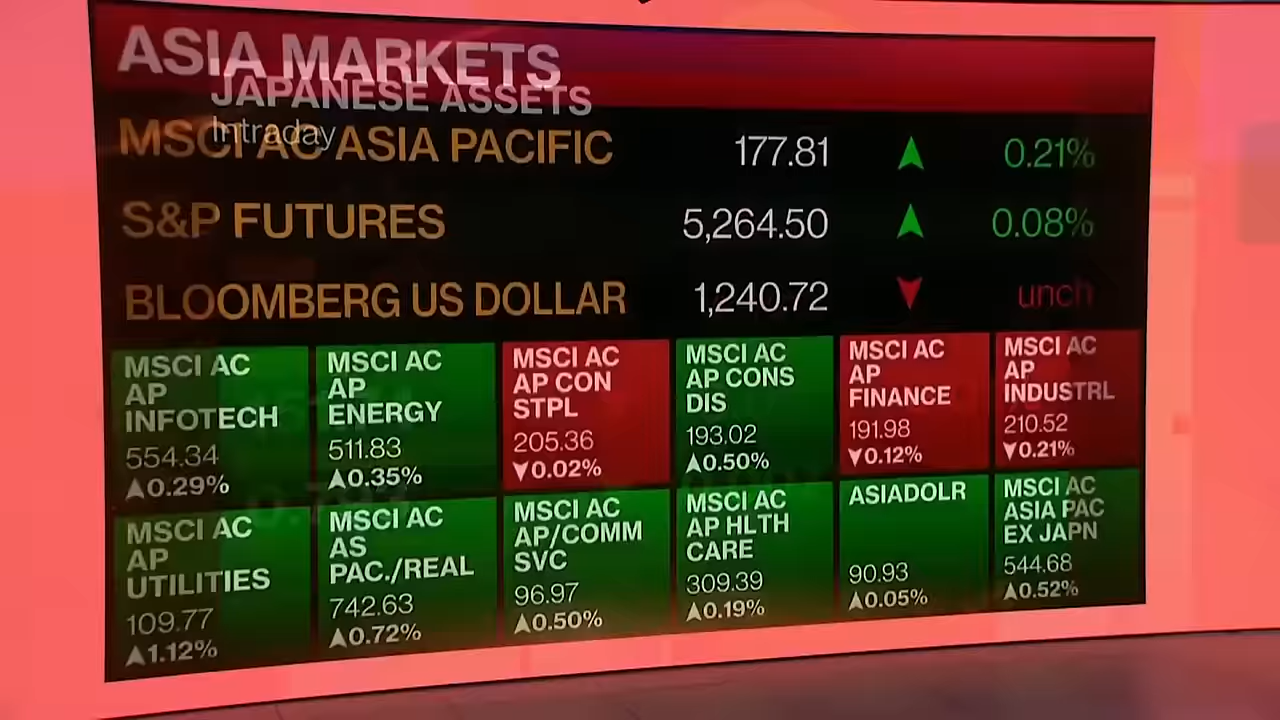 ASIA MARKETS
JAPANESE ASSETS
Intraday
MSCI AC ASIA PACIFIC 177.81 ▲ 0.21%
S&P FUTURES 5,264.50 ▲ 0.08%
BLOOMBERG US DOLLAR 1,240.72 ▼ unch
MSCI AC
AP
INFOTECH
554.34
▲0.29%
MSCI AC
AP
ENERGY
511.83
▲0.35%
MSCI AC
AP CON
STPL
205.36
▼0.02%
MSCI AC
AP CONS
DIS
193.02
▲0.50%
MSCI AC
AP
FINANCE
191.98
▼0.12%
MSCI AC
AP
INDUSTRL
210.52
▼0.21%
MSCI AC
AP
UTILITIES
109.77
▲1.12%
MSCI AC
AS
PAC./REAL
742.63
▲0.72%
MSCI AC
AP/COMM
SVC
96.97
▲0.50%
MSCI AC
AP HLTH
CARE
309.39
▲0.19%
ASIADOLR
90.93
▲0.05%
MSCI AC
ASIA PAC
EX JAPN
544.68
▲0.52%